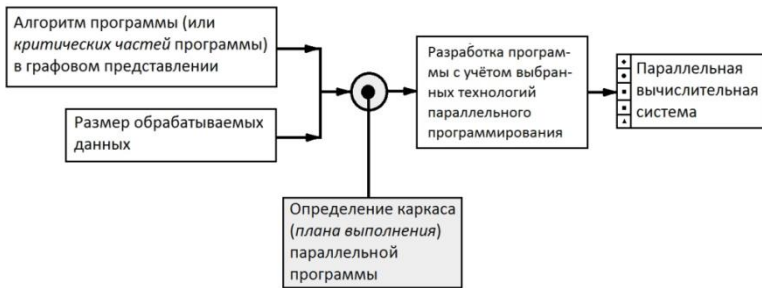 Алгоритм программы (или
критических частей программы)
в графовом представлении
Размер обрабатываемых
данных
Определение каркаса
(плана выполнения)
параллельной
программы
Разработка програм-
мы с учётом выбран-
ных технологий
параллельного
программирования
Параллельная
вычислительная
система